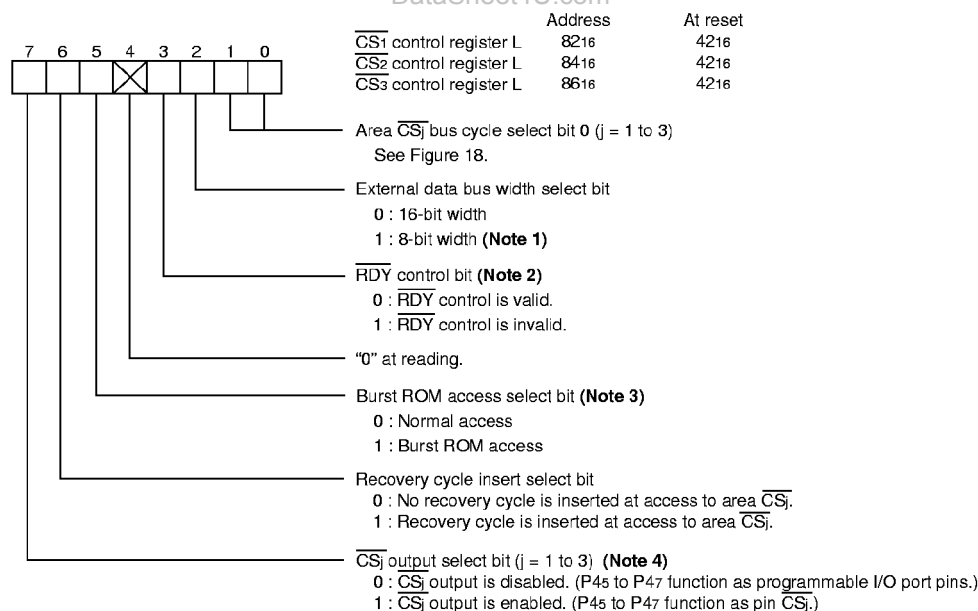 DataSheet4U.com
Address At reset
CS1 control register L 8216 4216
CS2 control register L 8416 4216
CS3 control register L 8616 4216
7 6 5 4 3 2 1 0
Area CSj bus cycle select bit 0 (j = 1 to 3)
See Figure 18.
External data bus width select bit
0 : 16-bit width
1 : 8-bit width (Note 1)
RDY control bit (Note 2)
0 : RDY control is valid.
1 : RDY control is invalid.
“0” at reading.
Burst ROM access select bit (Note 3)
0 : Normal access
1 : Burst ROM access
Recovery cycle insert select bit
0 : No recovery cycle is inserted at access to area CSj.
1 : Recovery cycle is inserted at access to area CSj.
CSj output select bit (j = 1 to 3) (Note 4)
0 : CSj output is disabled. (P45 to P47 function as programmable I/O port pins.)
1 : CSj output is enabled. (P45 to P47 function as pin CSj.)